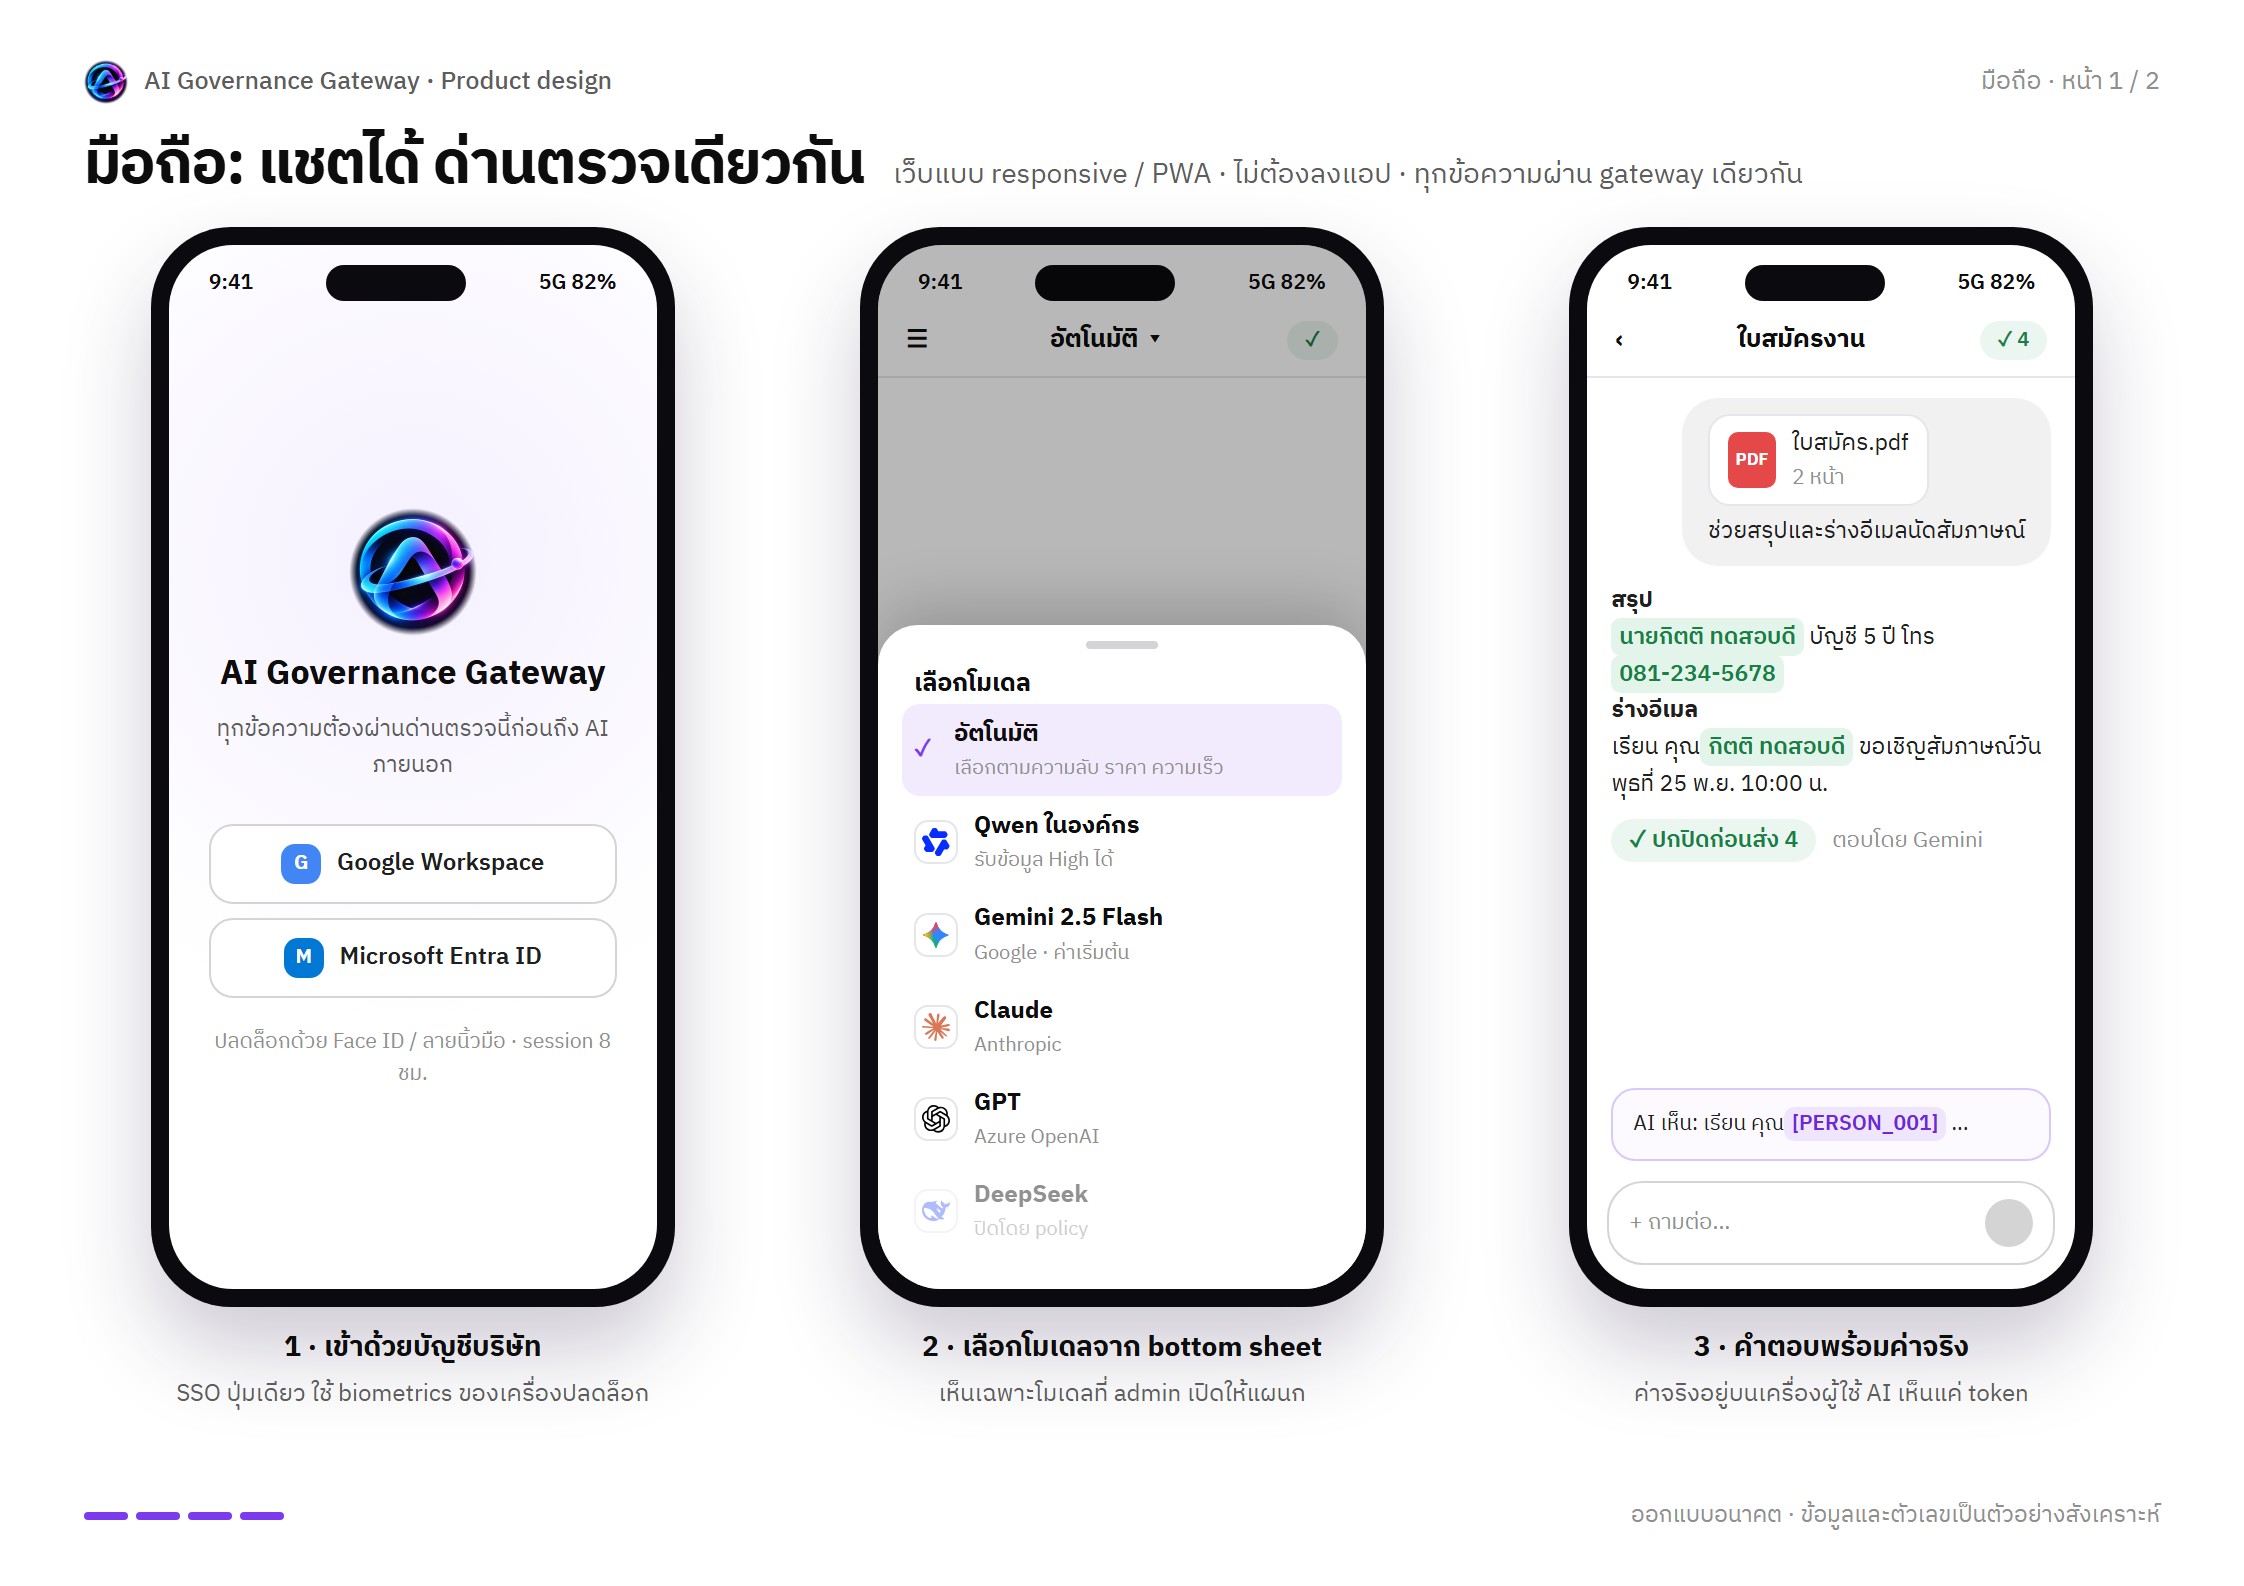 AI Governance Gateway · Product design
มือถือ · หน้า 1 / 2
มือถือ: แชตได้ ด่านตรวจเดียวกัน
เว็บแบบ responsive / PWA · ไม่ต้องลงแอป · ทุกข้อความผ่าน gateway เดียวกัน
9:41
5G 82%
AI Governance Gateway
ทุกข้อความต้องผ่านด่านตรวจนี้ก่อนถึง AI
ภายนอก
G Google Workspace
M Microsoft Entra ID
ปลดล็อกด้วย Face ID / ลายนิ้วมือ · session 8
ชม.
1 · เข้าด้วยบัญชีบริษัท
SSO ปุ่มเดียว ใช้ biometrics ของเครื่องปลดล็อก
9:41
5G 82%
☰ อัตโนมัติ ▾ ✓
เลือกโมเดล
✓ อัตโนมัติ
เลือกตามความลับ ราคา ความเร็ว
Qwen ในองค์กร
รับข้อมูล High ได้
Gemini 2.5 Flash
Google · ค่าเริ่มต้น
Claude
Anthropic
GPT
Azure OpenAI
DeepSeek
ปิดโดย policy
2 · เลือกโมเดลจาก bottom sheet
เห็นเฉพาะโมเดลที่ admin เปิดให้แผนก
9:41
5G 82%
‹ ใบสมัครงาน ✓ 4
PDF
ใบสมัคร.pdf
2 หน้า
ช่วยสรุปและร่างอีเมลนัดสัมภาษณ์
สรุป
นายกิตติ ทดสอบดี บัญชี 5 ปี โทร
081-234-5678
ร่างอีเมล
เรียน คุณกิตติ ทดสอบดี ขอเชิญสัมภาษณ์วัน
พุธที่ 25 พ.ย. 10:00 น.
✓ ปกปิดก่อนส่ง 4 ตอบโดย Gemini
AI เห็น: เรียน คุณ[PERSON_001] ...
+ ถามต่อ...
3 · คำตอบพร้อมค่าจริง
ค่าจริงอยู่บนเครื่องผู้ใช้ AI เห็นแค่ token
ออกแบบอนาคต · ข้อมูลและตัวเลขเป็นตัวอย่างสังเคราะห์